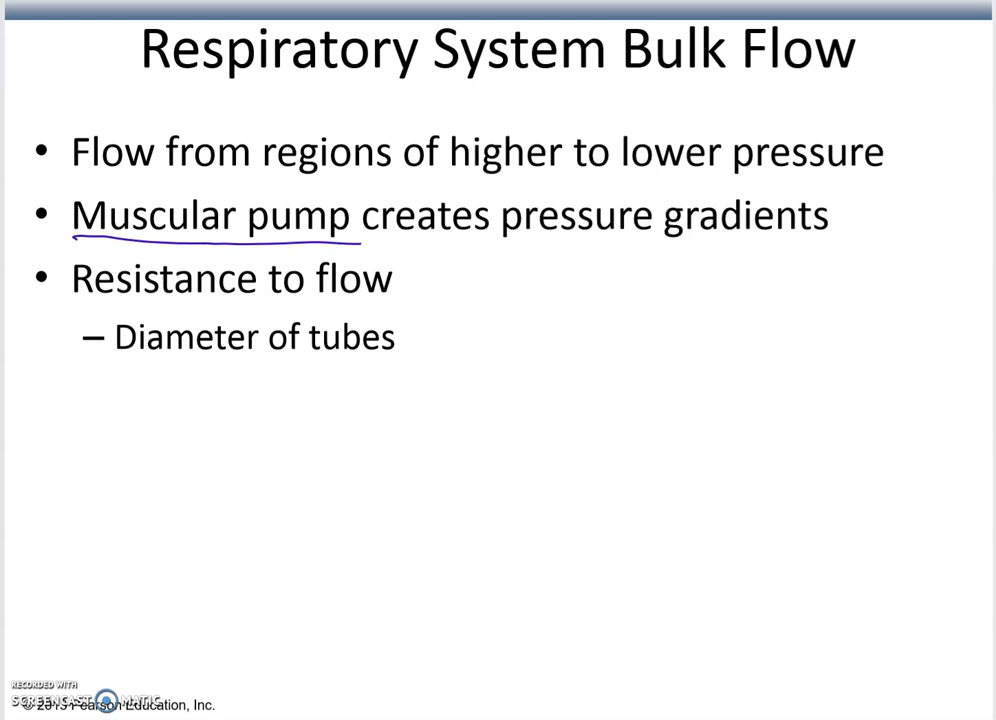 Respiratory System Bulk Flow
• Flow from regions of higher to lower pressure
• Muscular pump creates pressure gradients
• Resistance to flow
– Diameter of tubes
RECORDED WITH
SCREENCAST MATIC
© 2013 Pearson Education, Inc.